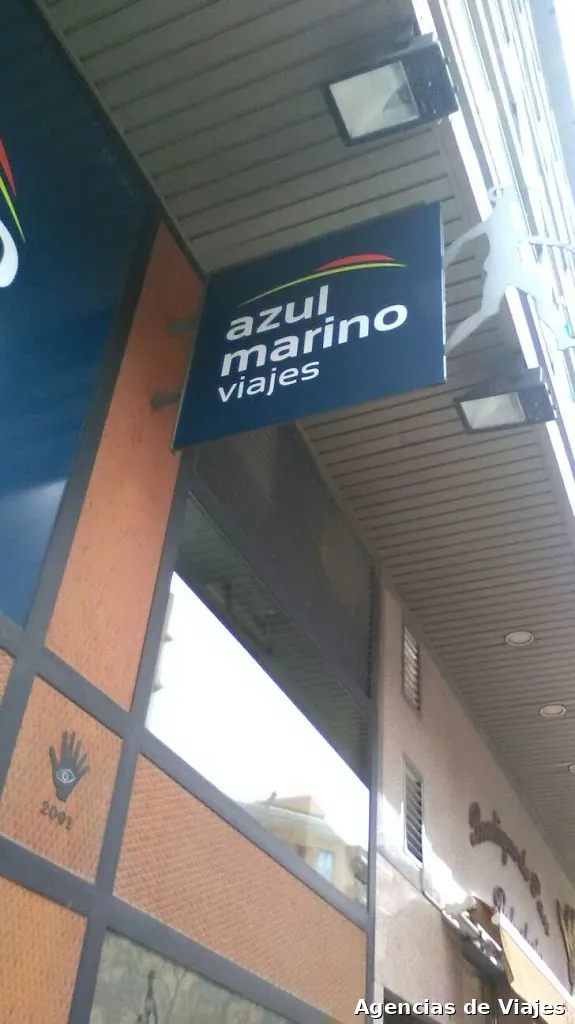 azul
marino
viajes
2001
Agencias de Viajes